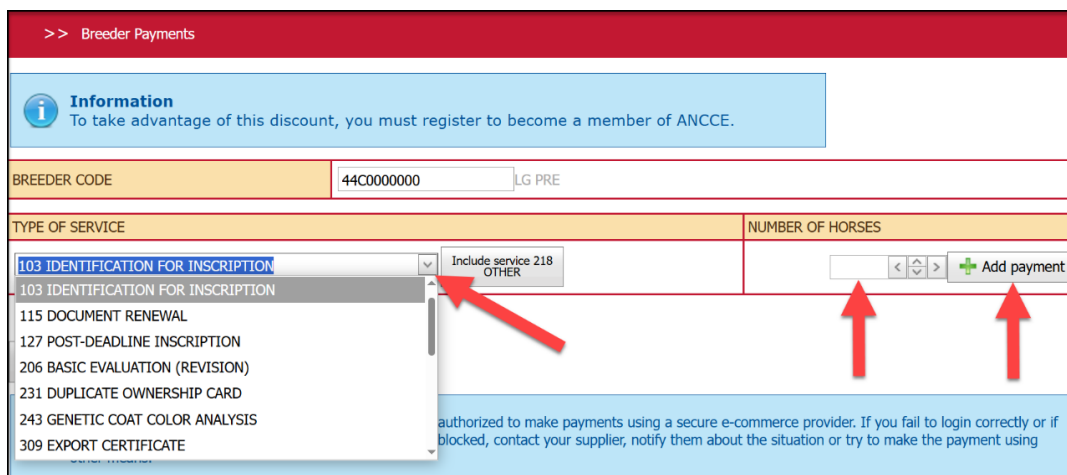 >> Breeder Payments
Information
To take advantage of this discount, you must register to become a member of ANCCE.
BREEDER CODE
44C0000000
LG PRE
TYPE OF SERVICE
NUMBER OF HORSES
103 IDENTIFICATION FOR INSCRIPTION
Include service 218
OTHER
Add payment
103 IDENTIFICATION FOR INSCRIPTION
115 DOCUMENT RENEWAL
127 POST-DEADLINE INSCRIPTION
206 BASIC EVALUATION (REVISION)
231 DUPLICATE OWNERSHIP CARD
243 GENETIC COAT COLOR ANALYSIS
309 EXPORT CERTIFICATE
authorized to make payments using a secure e-commerce provider. If you fail to login correctly or if
blocked, contact your supplier, notify them about the situation or try to make the payment using